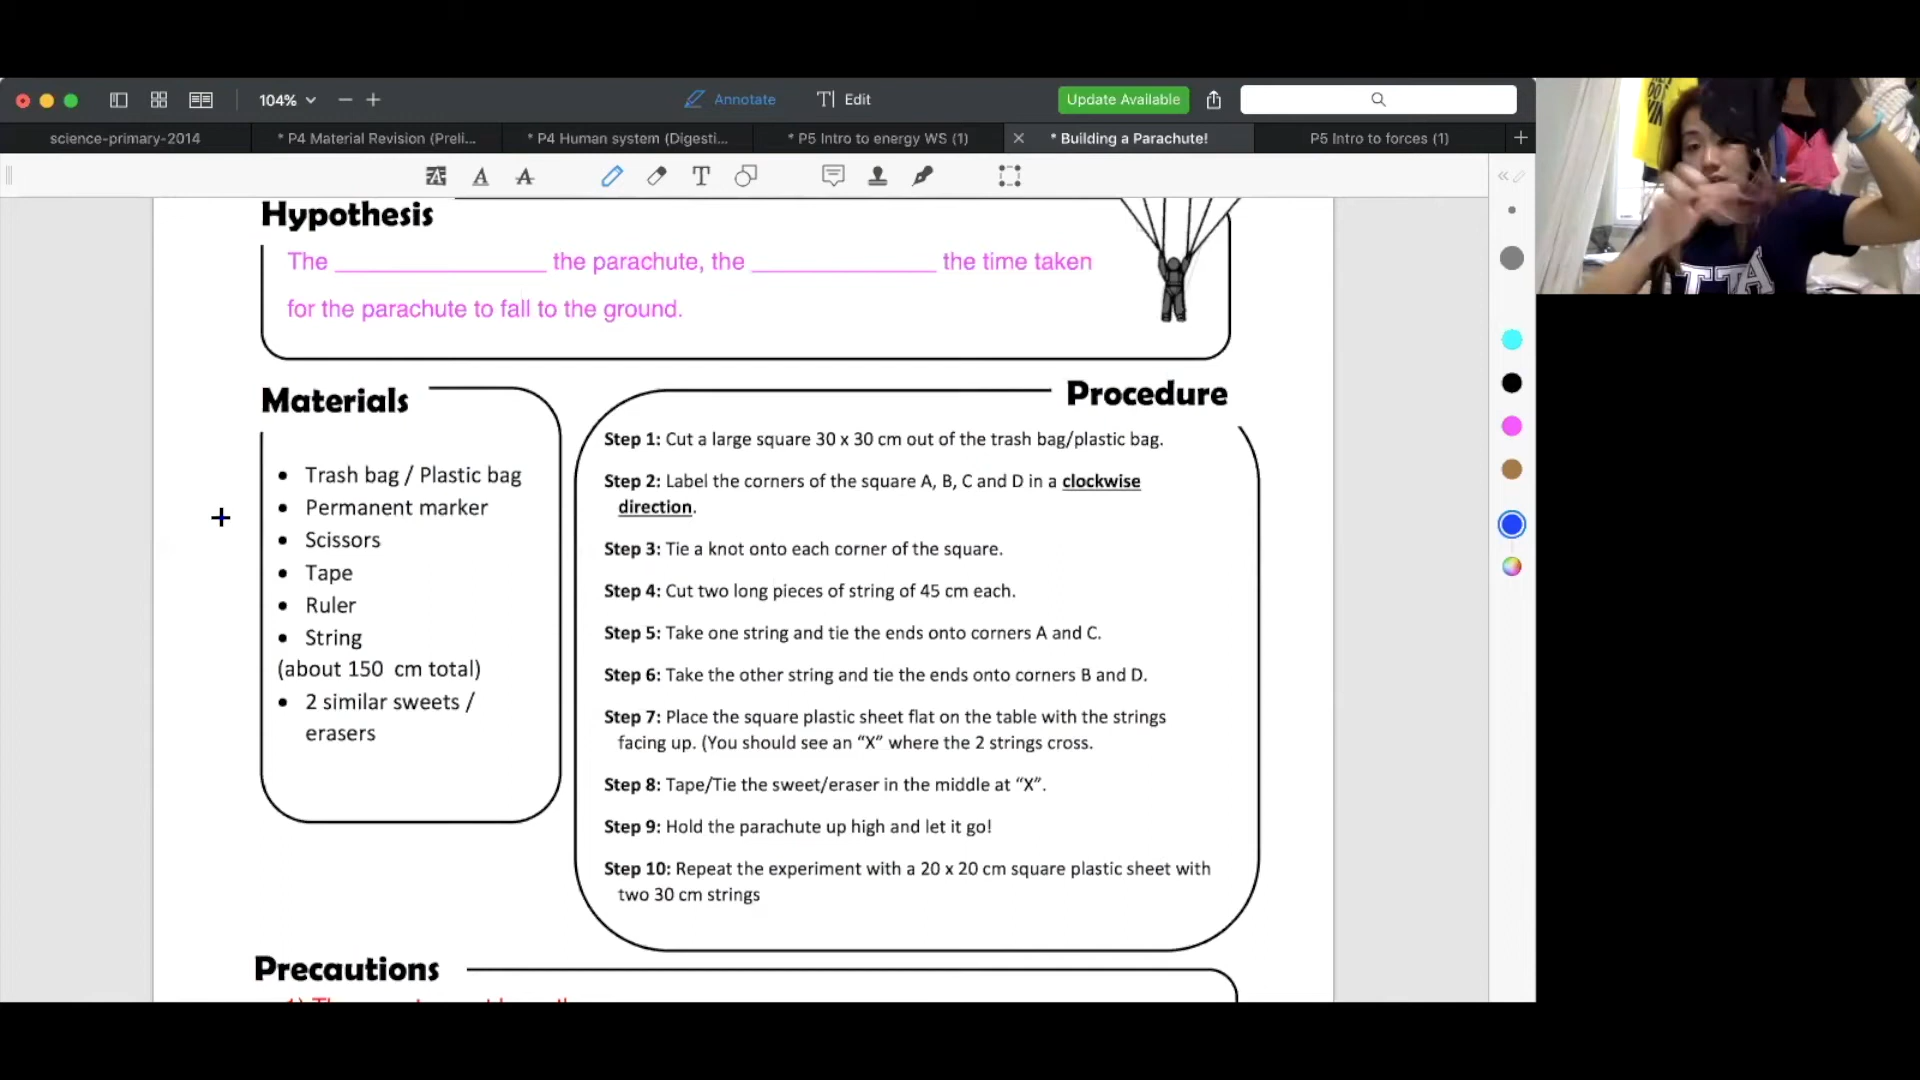 104%
Annotate
Edit
Update Available
science-primary-2014
* P4 Material Revision (Preli...
* P4 Human system (Digesti...
* P5 Intro to energy WS (1)
* Building a Parachute!
P5 Intro to forces (1)
Hypothesis
The _________________ the parachute, the _______________ the time taken
for the parachute to fall to the ground.
Materials
• Trash bag / Plastic bag
• Permanent marker
• Scissors
• Tape
• Ruler
• String
(about 150 cm total)
• 2 similar sweets /
erasers
Procedure
Step 1: Cut a large square 30 x 30 cm out of the trash bag/plastic bag.
Step 2: Label the corners of the square A, B, C and D in a clockwise
direction.
Step 3: Tie a knot onto each corner of the square.
Step 4: Cut two long pieces of string of 45 cm each.
Step 5: Take one string and tie the ends onto corners A and C.
Step 6: Take the other string and tie the ends onto corners B and D.
Step 7: Place the square plastic sheet flat on the table with the strings
facing up. (You should see an “X” where the 2 strings cross.
Step 8: Tape/Tie the sweet/eraser in the middle at “X”.
Step 9: Hold the parachute up high and let it go!
Step 10: Repeat the experiment with a 20 x 20 cm square plastic sheet with
two 30 cm strings
Precautions